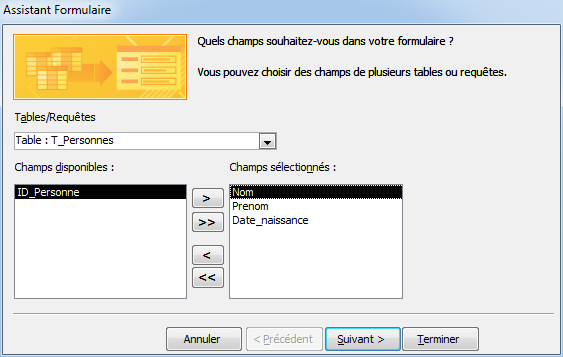 Assistant Formulaire
Quels champs souhaitez-vous dans votre formulaire ?
Vous pouvez choisir des champs de plusieurs tables ou requêtes.
Tables/Requêtes
Table : T_Personnes
Champs disponibles :
Champs sélectionnés :
ID_Personne
>
>>
<
<<
Nom
Prenom
Date_naissance
Annuler
< Précédent
Suivant >
Terminer